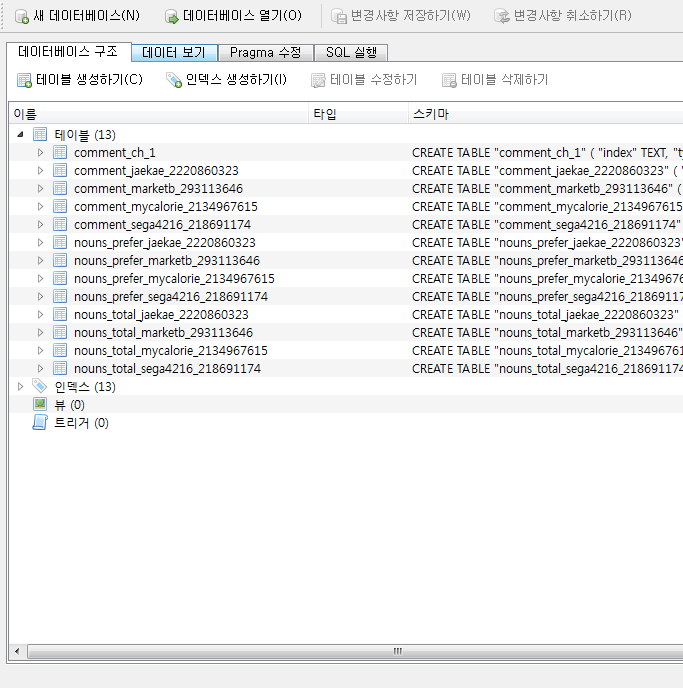 새 데이터베이스(N) 데이터베이스 열기(O) 변경사항 저장하기(W) 변경사항 취소하기(R)
데이터베이스 구조 데이터 보기 Pragma 수정 SQL 실행
테이블 생성하기(C) 인덱스 생성하기(I) 테이블 수정하기 테이블 삭제하기
이름 타입 스키마
테이블 (13)
comment_ch_1 CREATE TABLE "comment_ch_1" ( "index" TEXT, "ty
comment_jaekae_2220860323 CREATE TABLE "comment_jaekae_2220860323" ( "
comment_marketb_293113646 CREATE TABLE "comment_marketb_293113646" (
comment_mycalorie_2134967615 CREATE TABLE "comment_mycalorie_2134967615
comment_sega4216_218691174 CREATE TABLE "comment_sega4216_218691174"
nouns_prefer_jaekae_2220860323 CREATE TABLE "nouns_prefer_jaekae_2220860323"
nouns_prefer_marketb_293113646 CREATE TABLE "nouns_prefer_marketb_293113646
nouns_prefer_mycalorie_2134967615 CREATE TABLE "nouns_prefer_mycalorie_2134967
nouns_prefer_sega4216_218691174 CREATE TABLE "nouns_prefer_sega4216_2186911
nouns_total_jaekae_2220860323 CREATE TABLE "nouns_total_jaekae_2220860323"
nouns_total_marketb_293113646 CREATE TABLE "nouns_total_marketb_293113646"
nouns_total_mycalorie_2134967615 CREATE TABLE "nouns_total_mycalorie_21349676
nouns_total_sega4216_218691174 CREATE TABLE "nouns_total_sega4216_218691174
인덱스 (13)
뷰 (0)
트리거 (0)